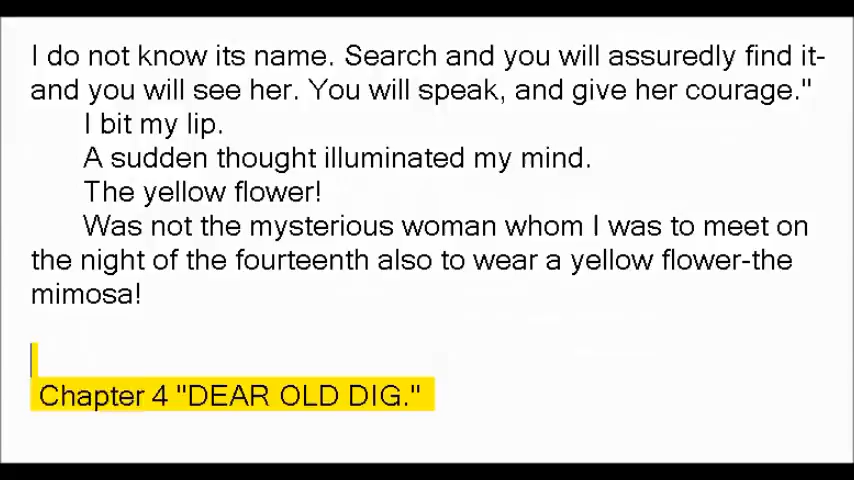 I do not know its name. Search and you will assuredly find it-
and you will see her. You will speak, and give her courage."
I bit my lip.
A sudden thought illuminated my mind.
The yellow flower!
Was not the mysterious woman whom I was to meet on
the night of the fourteenth also to wear a yellow flower-the
mimosa!
Chapter 4 "DEAR OLD DIG."